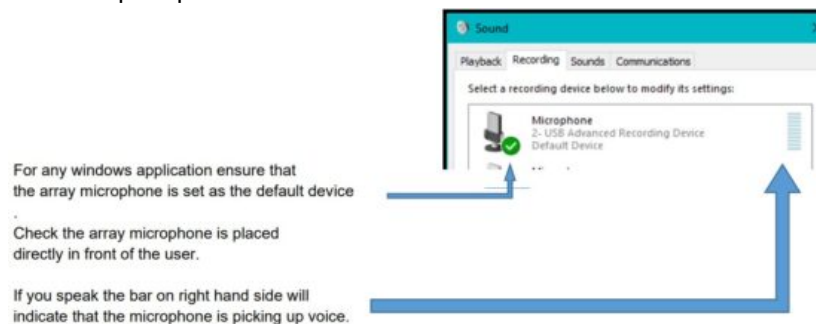 Sound
Playback Recording Sounds Communications
Select a recording device below to modify its settings:
Microphone
2- USB Advanced Recording Device
Default Device
For any windows application ensure that
the array microphone is set as the default device
.
Check the array microphone is placed
directly in front of the user.
If you speak the bar on right hand side will
indicate that the microphone is picking up voice.